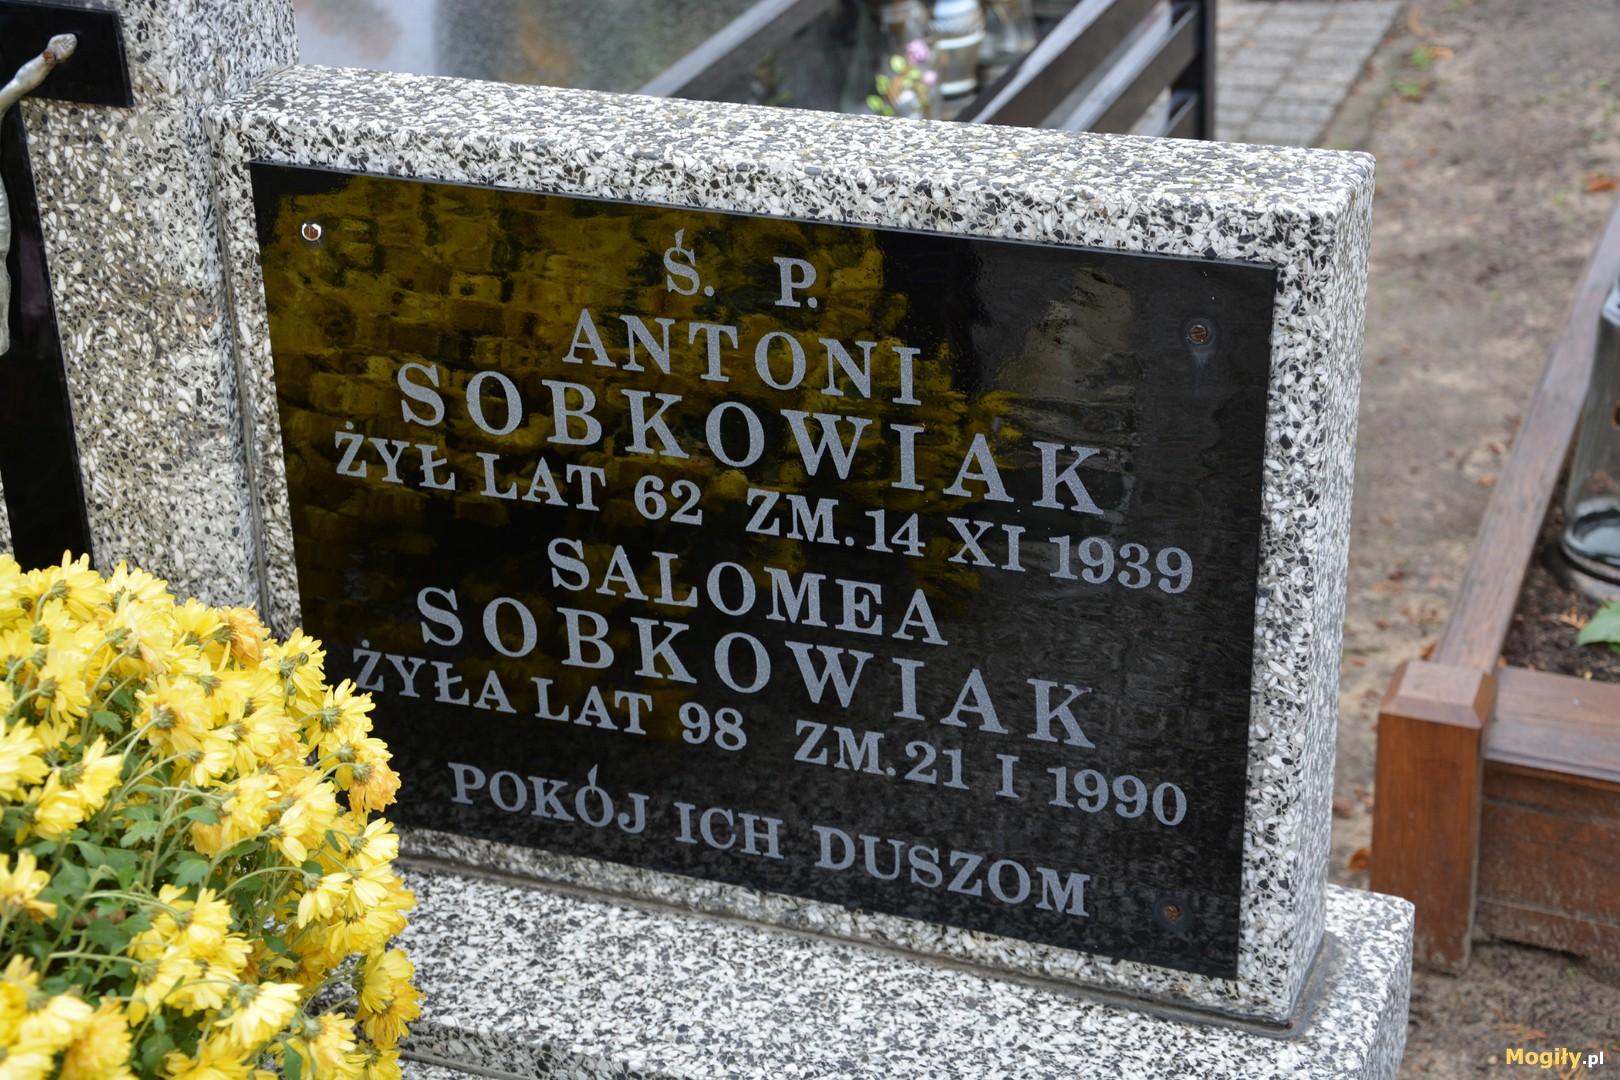 Ś. P.
ANTONI
SOBKOWIAK
ŻYŁ LAT 62 ZM. 14 XI 1939
SALOMEA
SOBKOWIAK
ŻYŁA LAT 98 ZM. 21 I 1990
POKÓJ ICH DUSZOM
Mogiły.pl